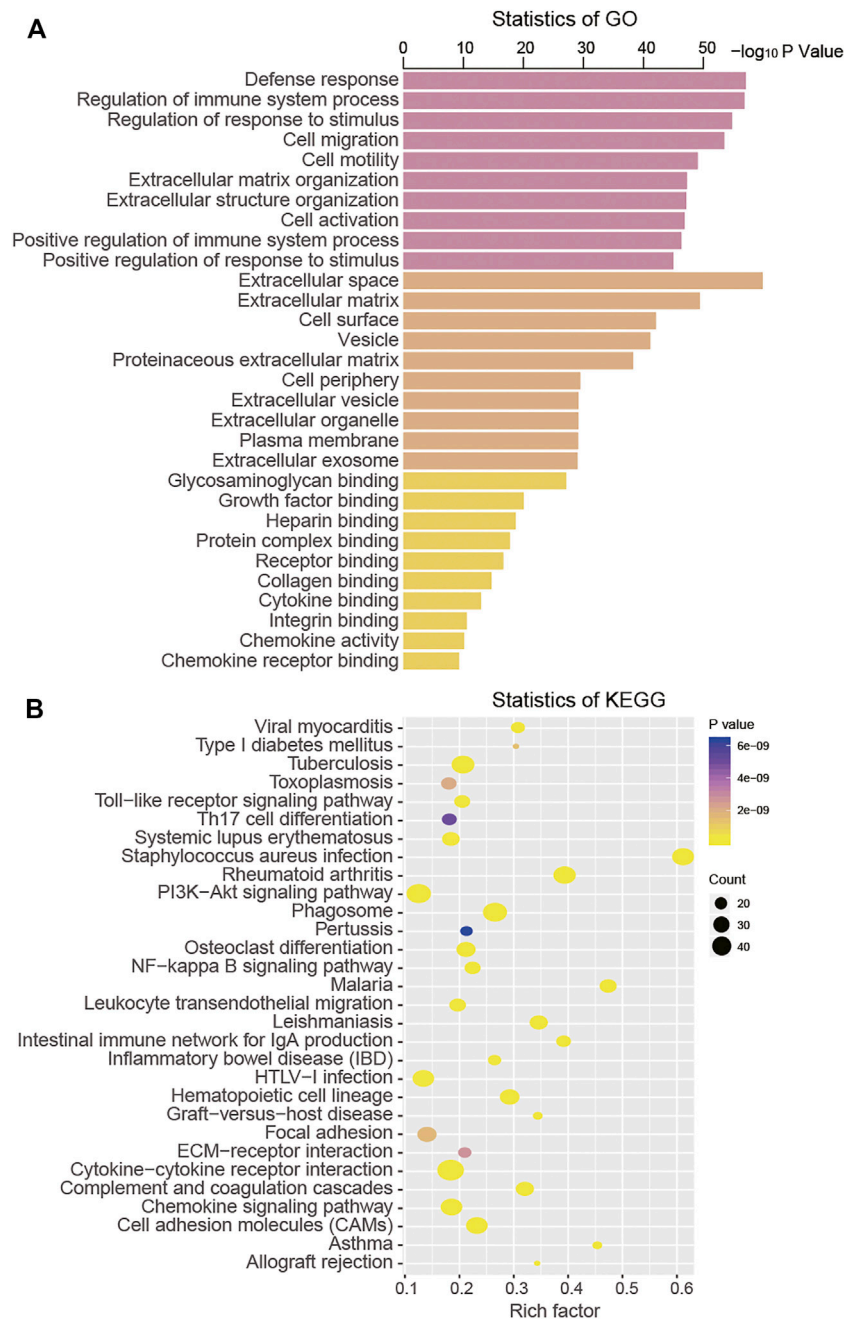 A
Statistics of GO
0 10 20 30 40 50 −log₁₀ P Value
Defense response
Regulation of immune system process
Regulation of response to stimulus
Cell migration
Cell motility
Extracellular matrix organization
Extracellular structure organization
Cell activation
Positive regulation of immune system process
Positive regulation of response to stimulus
Extracellular space
Extracellular matrix
Cell surface
Vesicle
Proteinaceous extracellular matrix
Cell periphery
Extracellular vesicle
Extracellular organelle
Plasma membrane
Extracellular exosome
Glycosaminoglycan binding
Growth factor binding
Heparin binding
Protein complex binding
Receptor binding
Collagen binding
Cytokine binding
Integrin binding
Chemokine activity
Chemokine receptor binding
B
Statistics of KEGG
Viral myocarditis
Type I diabetes mellitus
Tuberculosis
Toxoplasmosis
Toll−like receptor signaling pathway
Th17 cell differentiation
Systemic lupus erythematosus
Staphylococcus aureus infection
Rheumatoid arthritis
PI3K−Akt signaling pathway
Phagosome
Pertussis
Osteoclast differentiation
NF−kappa B signaling pathway
Malaria
Leukocyte transendothelial migration
Leishmaniasis
Intestinal immune network for IgA production
Inflammatory bowel disease (IBD)
HTLV−I infection
Hematopoietic cell lineage
Graft−versus−host disease
Focal adhesion
ECM−receptor interaction
Cytokine−cytokine receptor interaction
Complement and coagulation cascades
Chemokine signaling pathway
Cell adhesion molecules (CAMs)
Asthma
Allograft rejection
0.1 0.2 0.3 0.4 0.5 0.6
Rich factor
P value
6e−09
4e−09
2e−09
Count
20
30
40